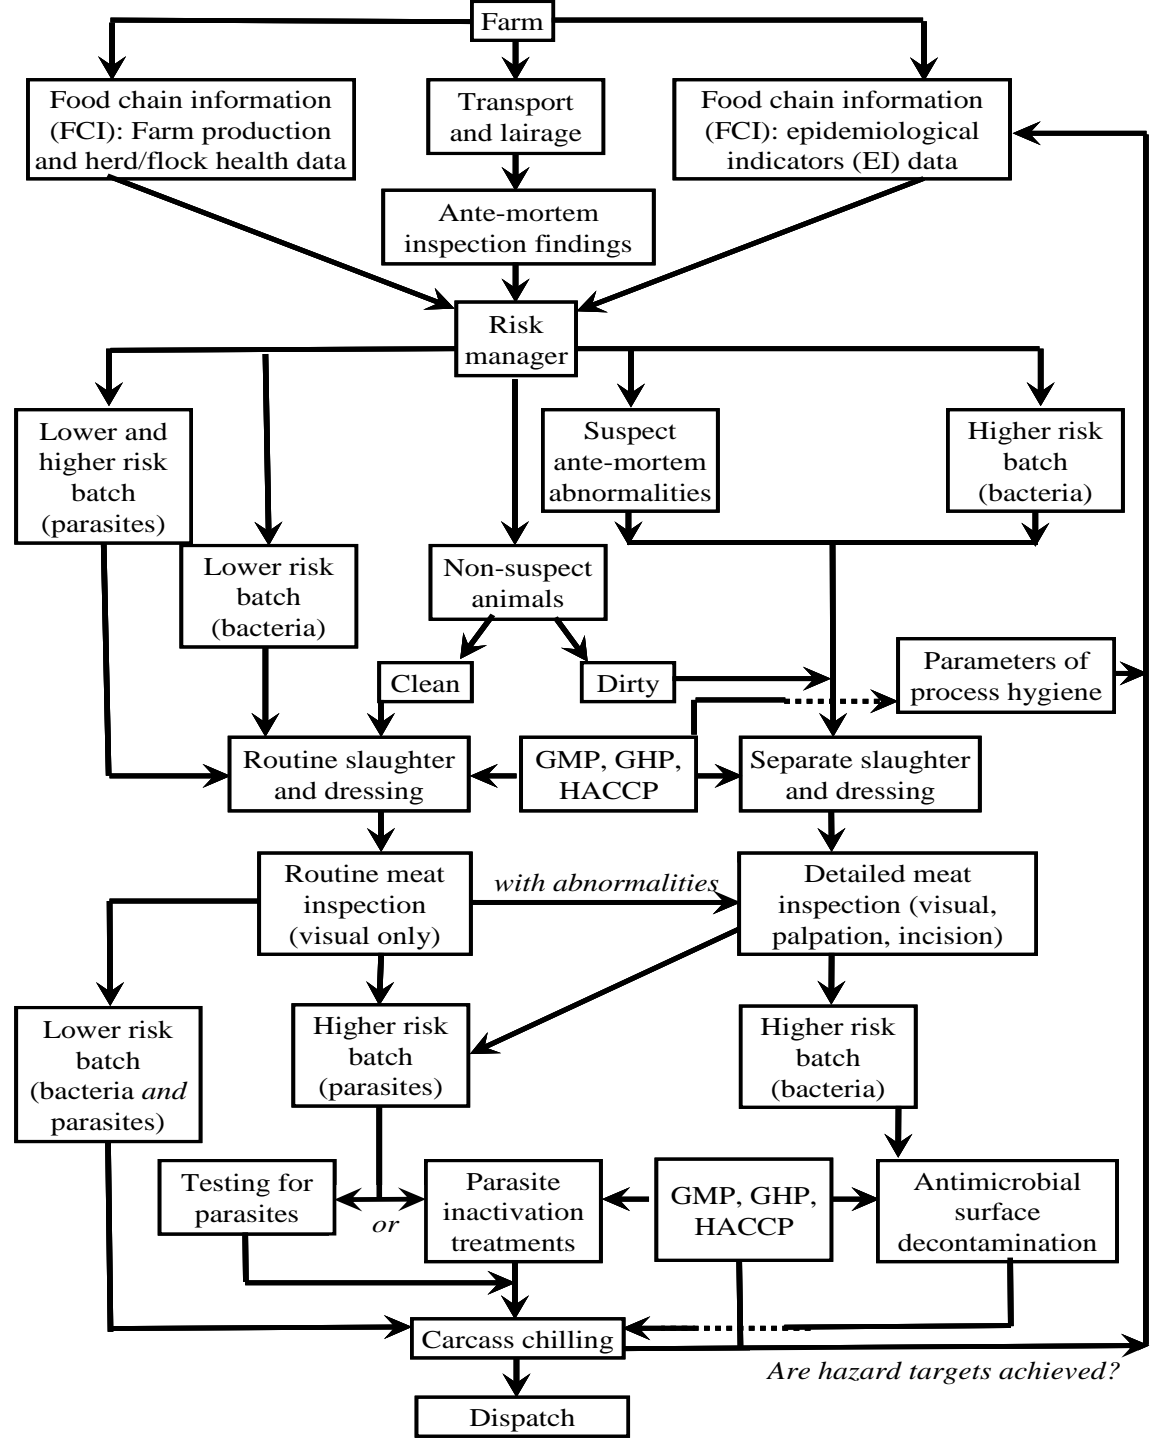 Farm
Food chain information
(FCI): Farm production
and herd/flock health data
Transport
and lairage
Food chain information
(FCI): epidemiological
indicators (EI) data
Ante-mortem
inspection findings
Risk
manager
Lower and
higher risk
batch
(parasites)
Suspect
ante-mortem
abnormalities
Higher risk
batch
(bacteria)
Lower risk
batch
(bacteria)
Non-suspect
animals
Clean
Dirty
Parameters of
process hygiene
Routine slaughter
and dressing
GMP, GHP,
HACCP
Separate slaughter
and dressing
Routine meat
inspection
(visual only)
with abnormalities
Detailed meat
inspection (visual,
palpation, incision)
Lower risk
batch
(bacteria and
parasites)
Higher risk
batch
(parasites)
Higher risk
batch
(bacteria)
Testing for
parasites
or
Parasite
inactivation
treatments
GMP, GHP,
HACCP
Antimicrobial
surface
decontamination
Carcass chilling
Are hazard targets achieved?
Dispatch